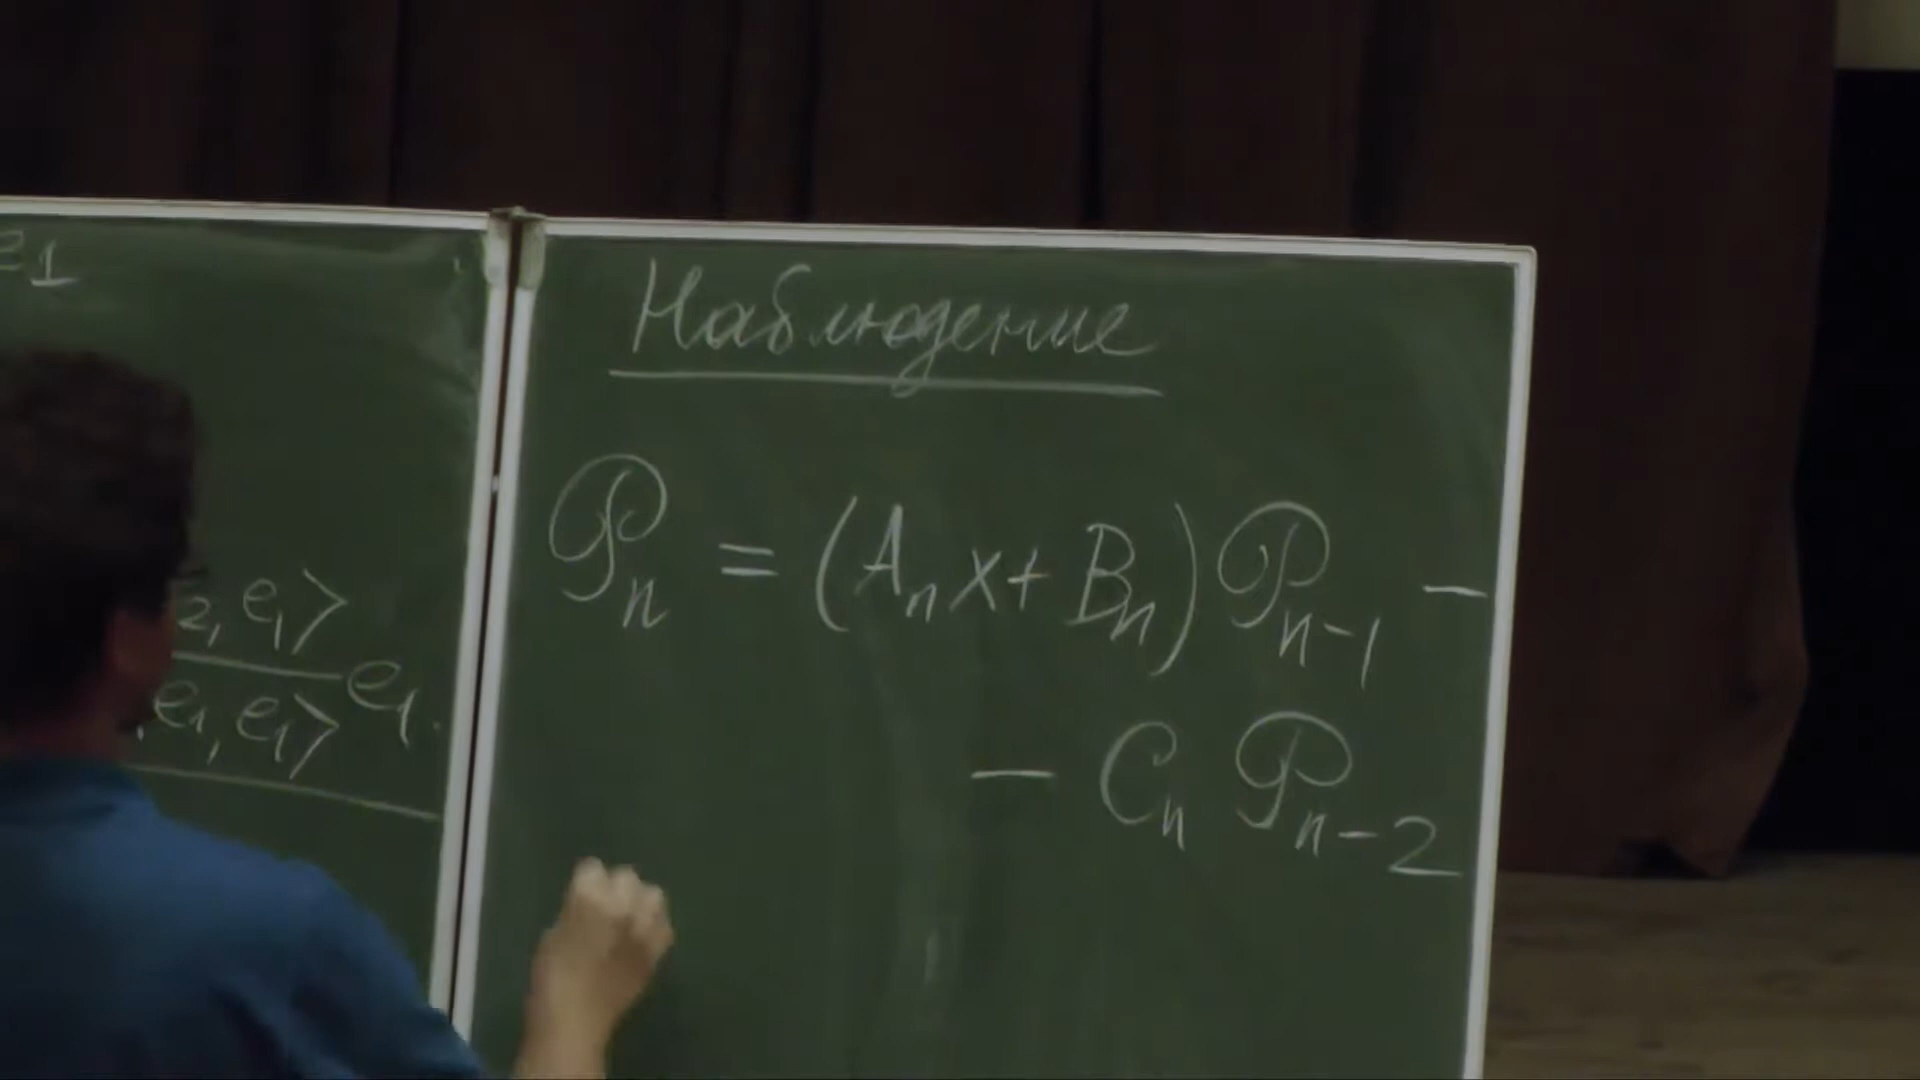 e₁
₂, e₁⟩
e₁, e₁⟩ e₁.
Наблюдение
𝒫ₙ = (Aₙx + Bₙ) 𝒫ₙ₋₁ −
− Cₙ 𝒫ₙ₋₂